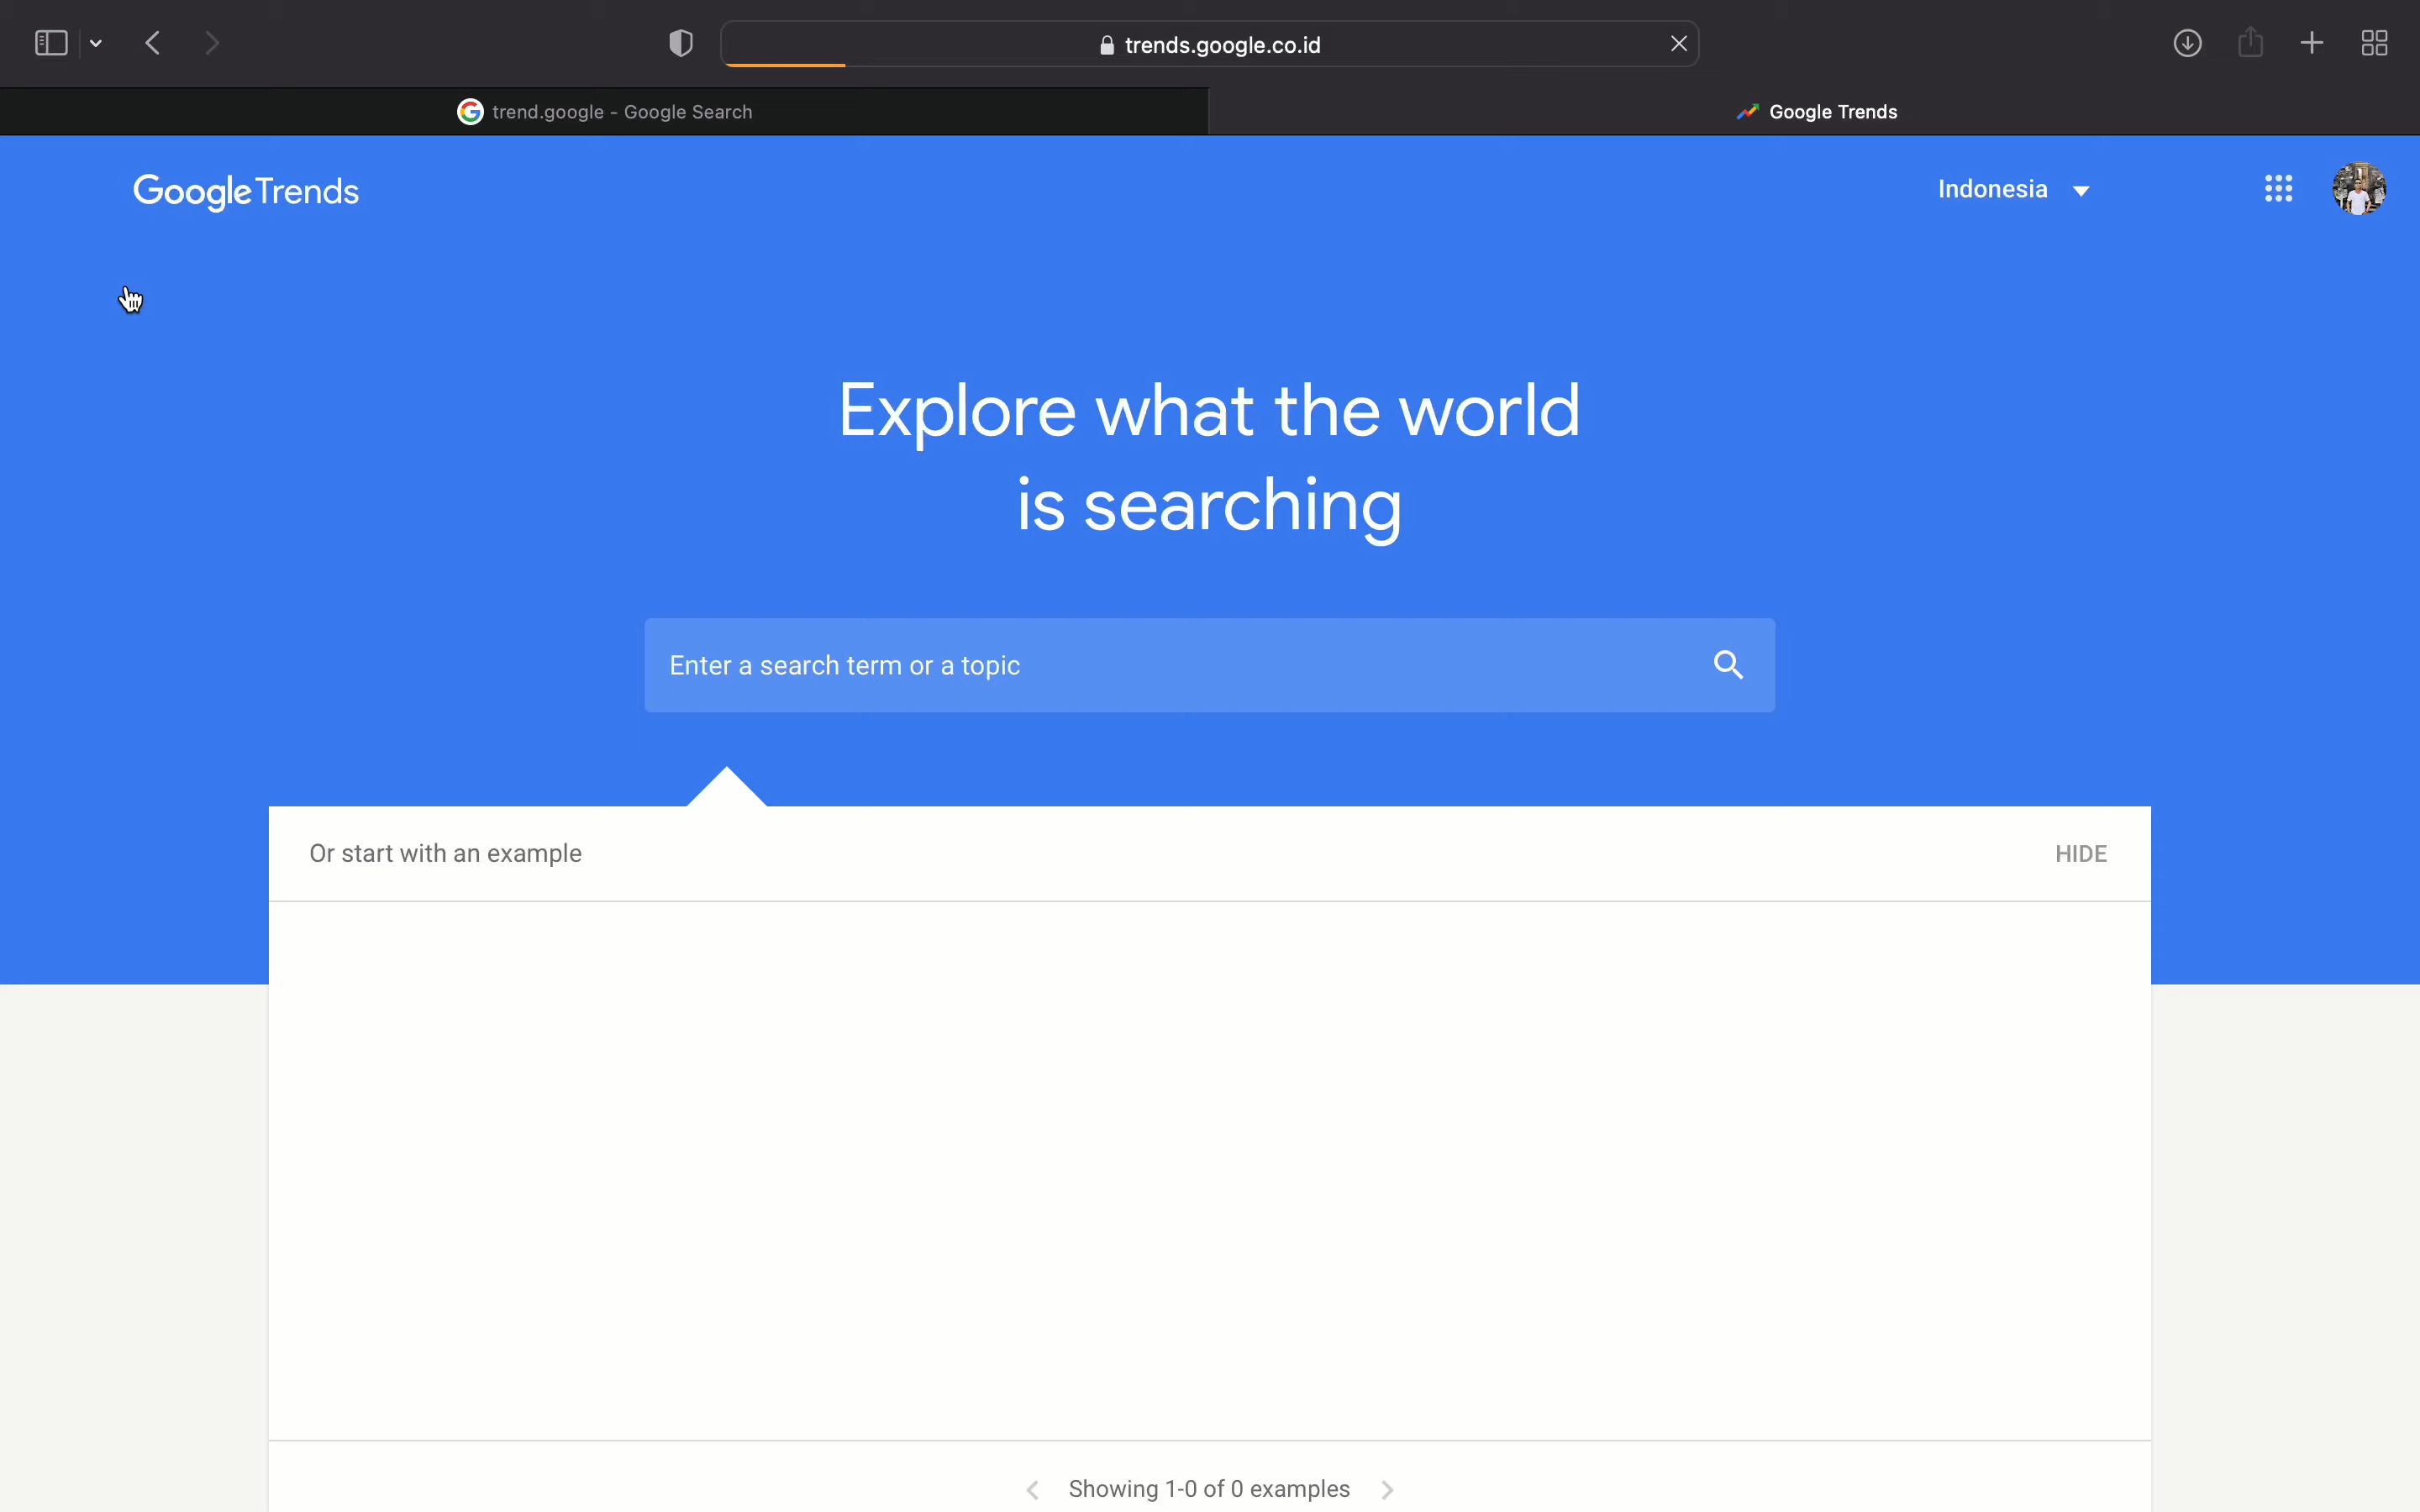 trends.google.co.id
trend.google - Google Search
Google Trends
Google Trends
Indonesia
Explore what the world
is searching
Enter a search term or a topic
Or start with an example
HIDE
Showing 1-0 of 0 examples